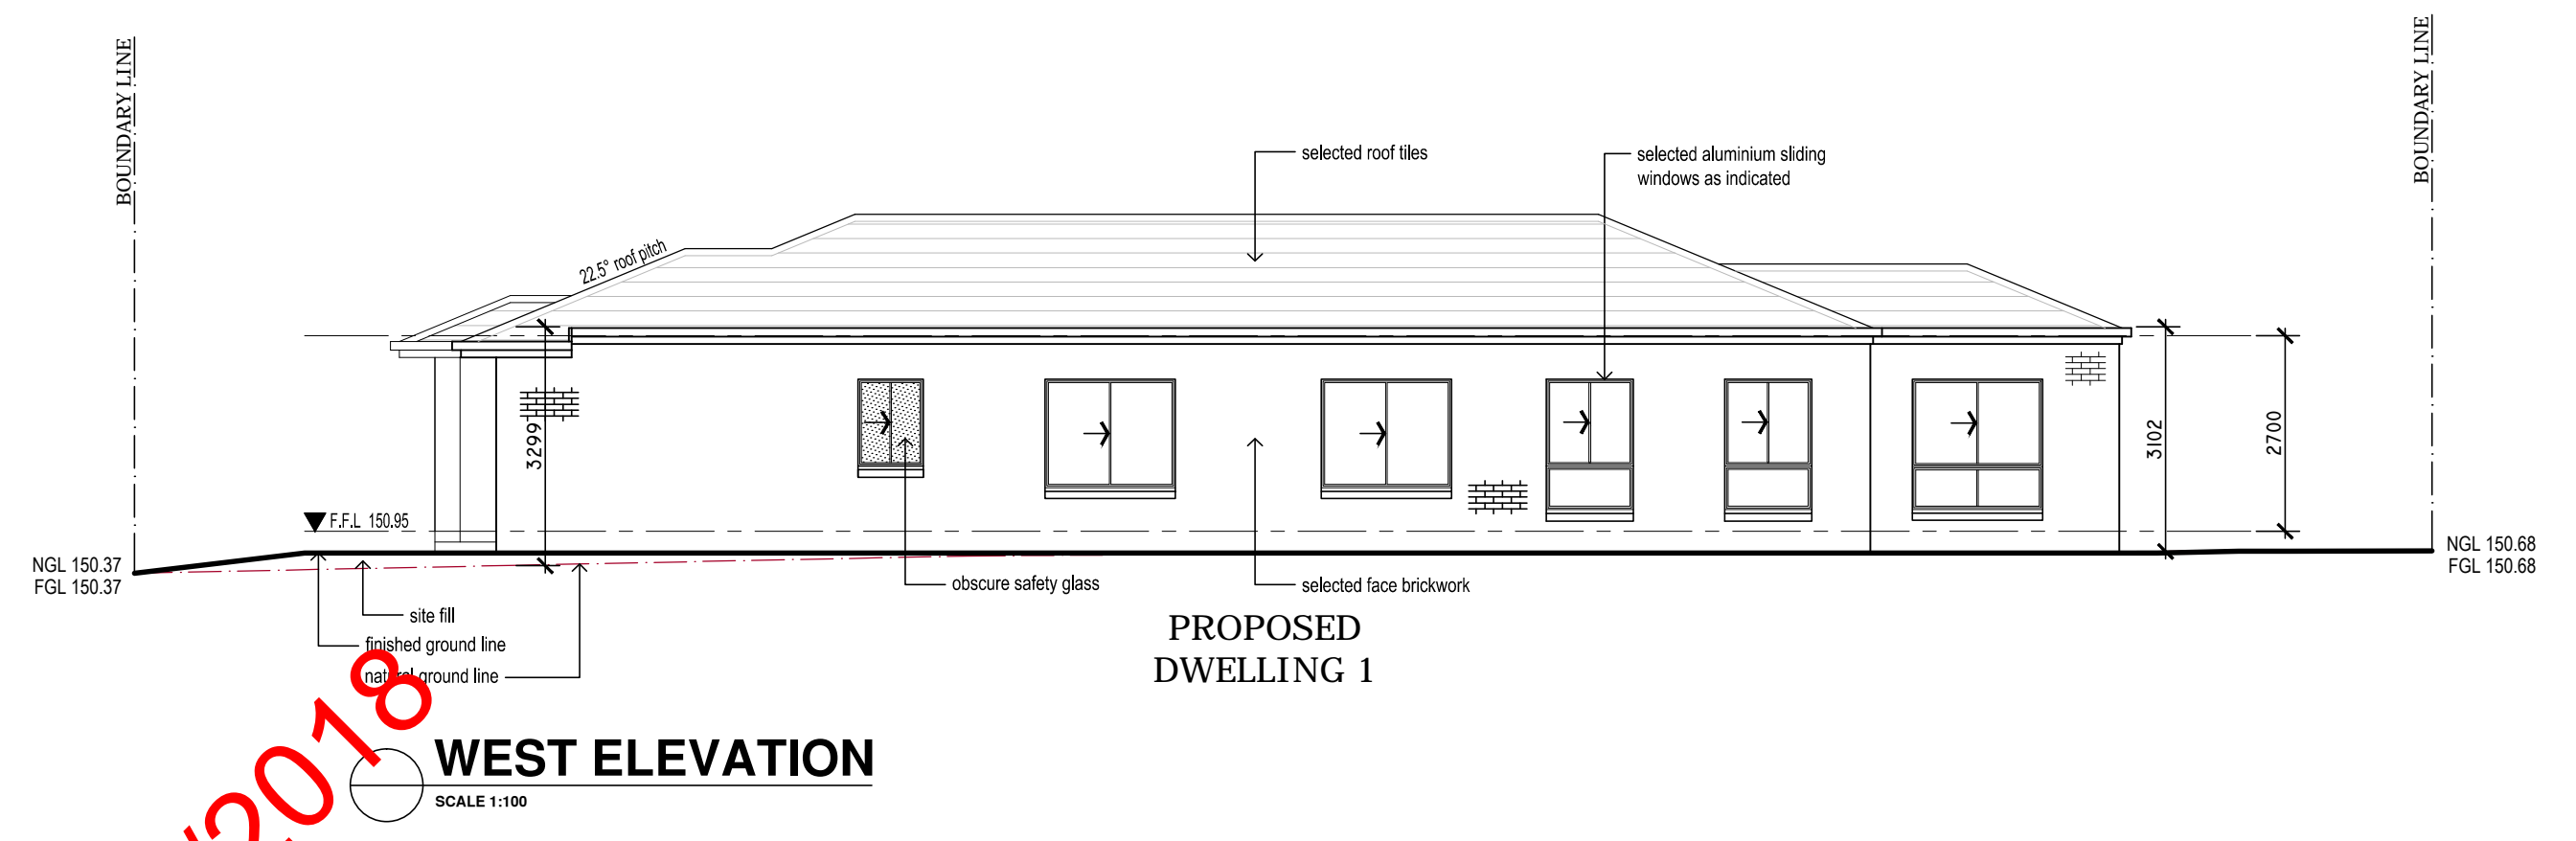 BOUNDARY LINE
BOUNDARY LINE
selected roof tiles
selected aluminium sliding
windows as indicated
22.5° roof pitch
3299
3102
2700
F.F.L 150.95
NGL 150.37
FGL 150.37
NGL 150.68
FGL 150.68
obscure safety glass
selected face brickwork
site fill
finished ground line
natural ground line
PROPOSED
DWELLING 1
WEST ELEVATION
SCALE 1:100
/2018